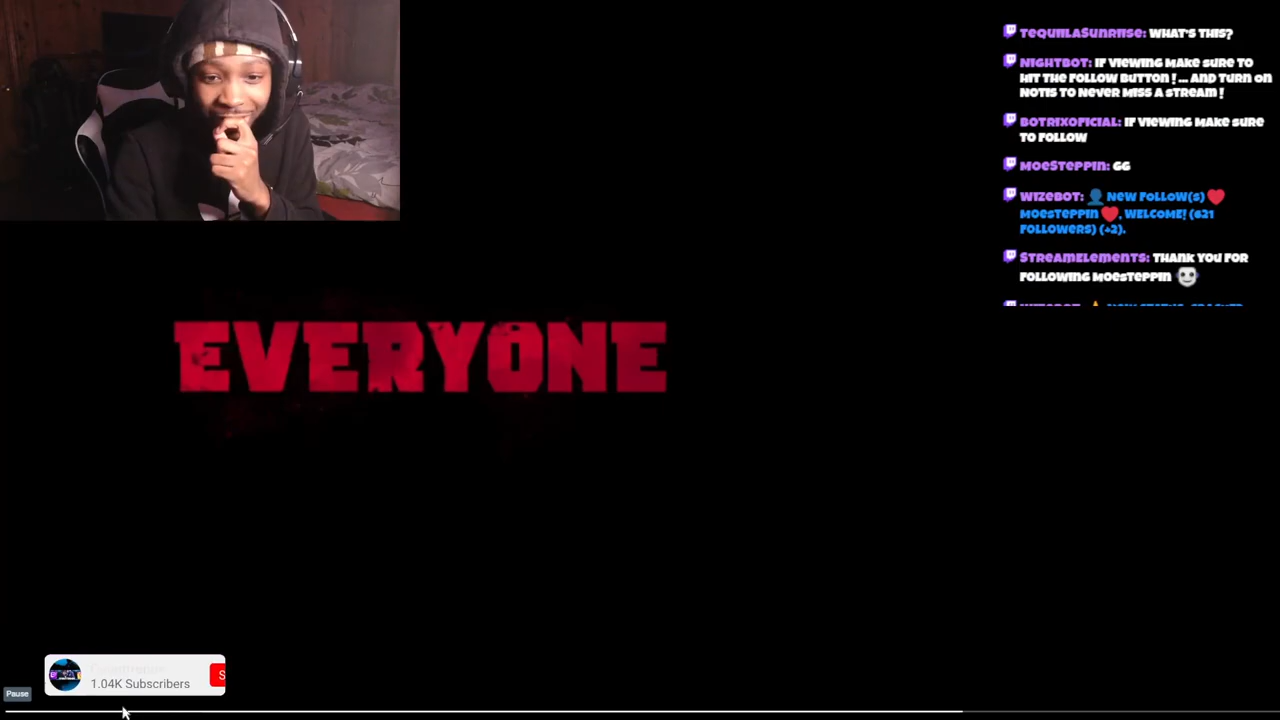 TEQUIILASUNRIISE: WHAT'S THIS?
NIGHTBOT: IF VIEWING MAKE SURE TO
HIT THE FOLLOW BUTTON ! ... AND TURN ON
NOTIS TO NEVER MISS A STREAM !
BOTRIXOFICIAL: IF VIEWING MAKE SURE
TO FOLLOW
MOESTEPPIN: GG
WIZEBOT: 👤 NEW FOLLOW(S) ❤️
MOESTEPPIN ❤️, WELCOME! (621
FOLLOWERS) (+2).
STREAMELEMENTS: THANK YOU FOR
FOLLOWING MOESTEPPIN
EVERYONE
1.04K Subscribers
S
Pause